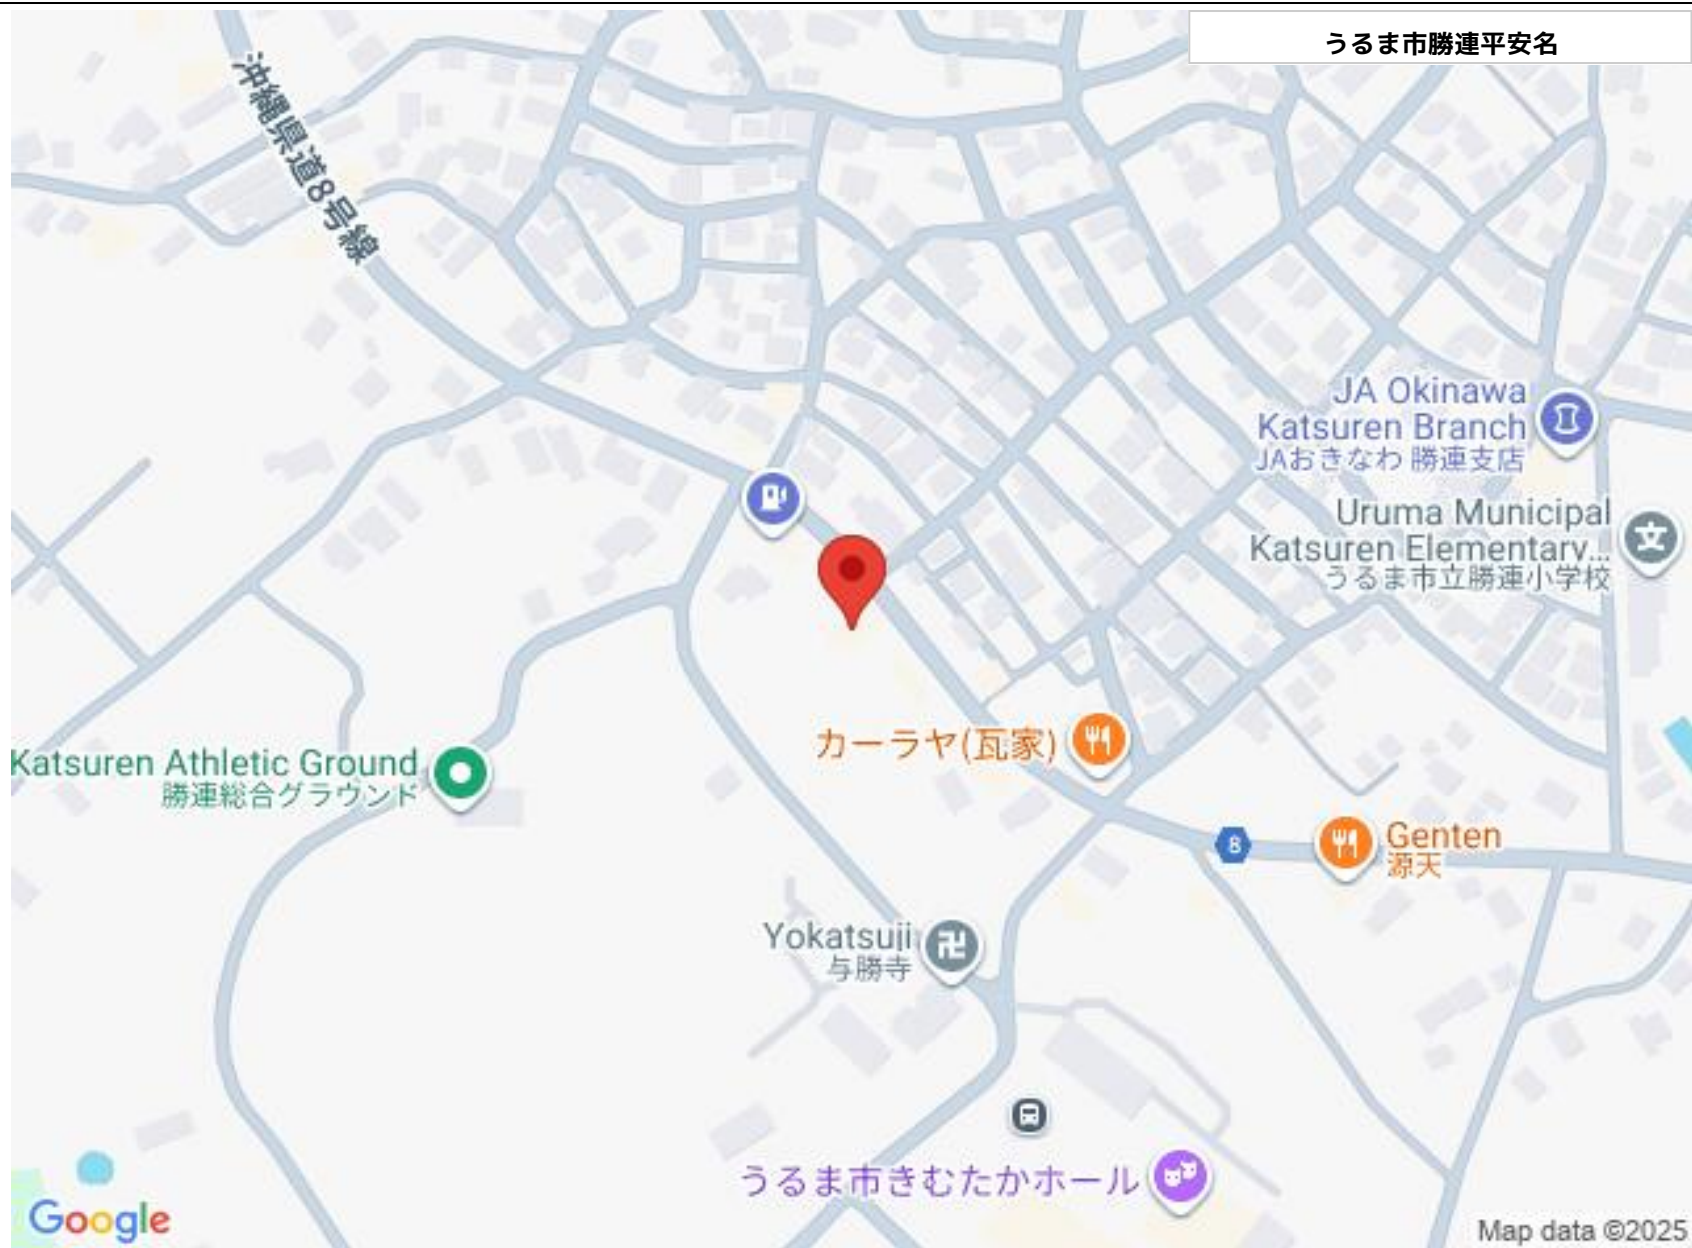 うるま市勝連平安名
沖縄県道8号線
JA Okinawa
Katsuren Branch
JAおきなわ 勝連支店
Uruma Municipal
Katsuren Elementary...
うるま市立勝連小学校
文
カーラヤ(瓦家)
Katsuren Athletic Ground
勝連総合グラウンド
8
Genten
源天
Yokatsuji
与勝寺
卍
うるま市きむたかホール
Google
Map data ©2025